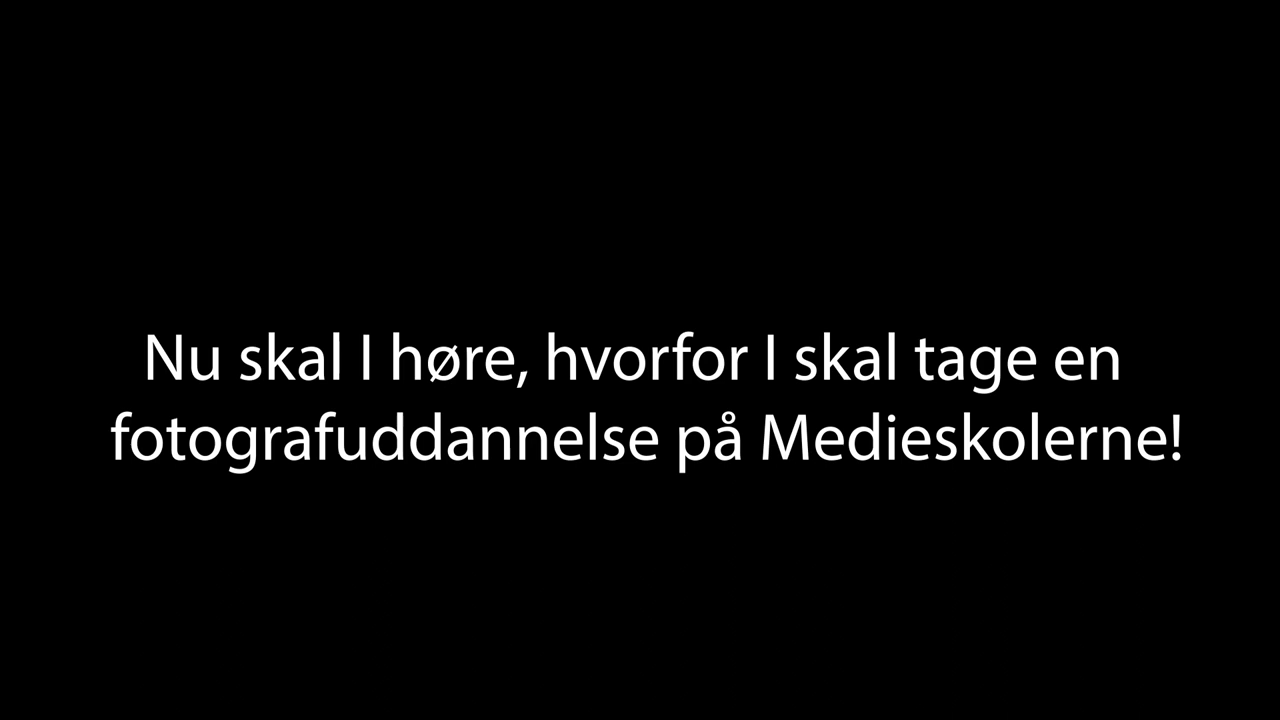 Nu skal I høre, hvorfor I skal tage en
fotografuddannelse på Medieskolerne!